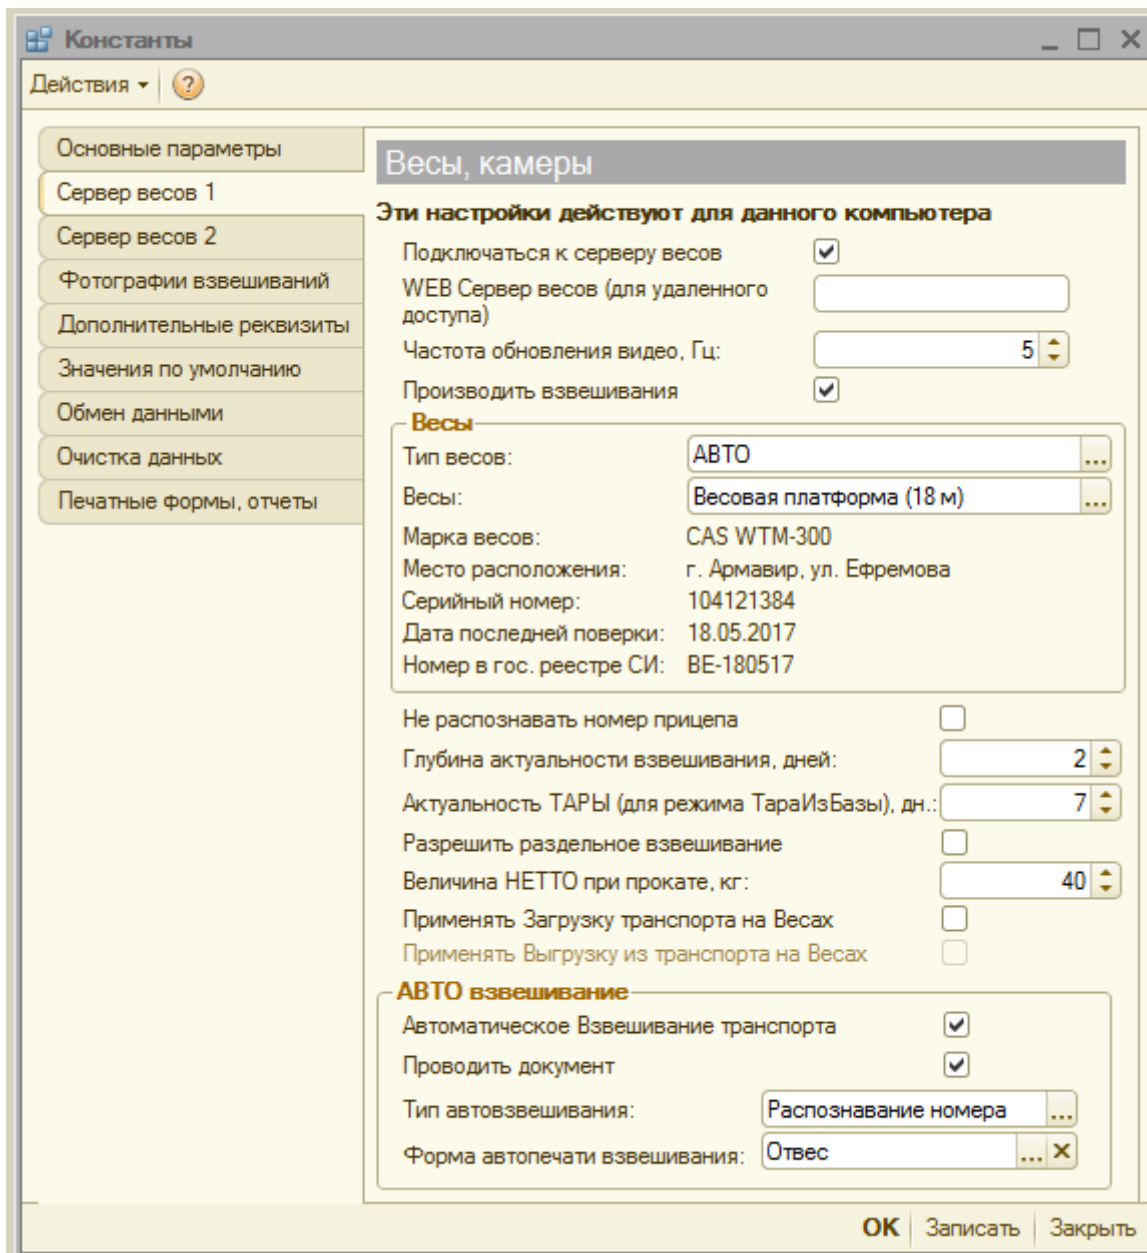 Константы
Действия
Основные параметры
Сервер весов 1
Сервер весов 2
Фотографии взвешиваний
Дополнительные реквизиты
Значения по умолчанию
Обмен данными
Очистка данных
Печатные формы, отчеты
Весы, камеры
Эти настройки действуют для данного компьютера
Подключаться к серверу весов
WEB Сервер весов (для удаленного
доступа)
Частота обновления видео, Гц: 5
Производить взвешивания
Весы
Тип весов: АВТО ...
Весы: Весовая платформа (18 м) ...
Марка весов: CAS WTM-300
Место расположения: г. Армавир, ул. Ефремова
Серийный номер: 104121384
Дата последней поверки: 18.05.2017
Номер в гос. реестре СИ: ВЕ-180517
Не распознавать номер прицепа
Глубина актуальности взвешивания, дней: 2
Актуальность ТАРЫ (для режима ТараИзБазы), дн.: 7
Разрешить раздельное взвешивание
Величина НЕТТО при прокате, кг: 40
Применять Загрузку транспорта на Весах
Применять Выгрузку из транспорта на Весах
АВТО взвешивание
Автоматическое Взвешивание транспорта
Проводить документ
Тип автовзвешивания: Распознавание номера ...
Форма автопечати взвешивания: Отвес ...
OK Записать Закрыть